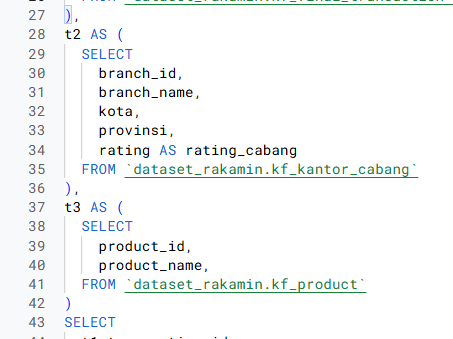 27 ),
28 t2 AS (
29 SELECT
30 branch_id,
31 branch_name,
32 kota,
33 provinsi,
34 rating AS rating_cabang
35 FROM `dataset_rakamin.kf_kantor_cabang`
36 ),
37 t3 AS (
38 SELECT
39 product_id,
40 product_name,
41 FROM `dataset_rakamin.kf_product`
42 )
43 SELECT